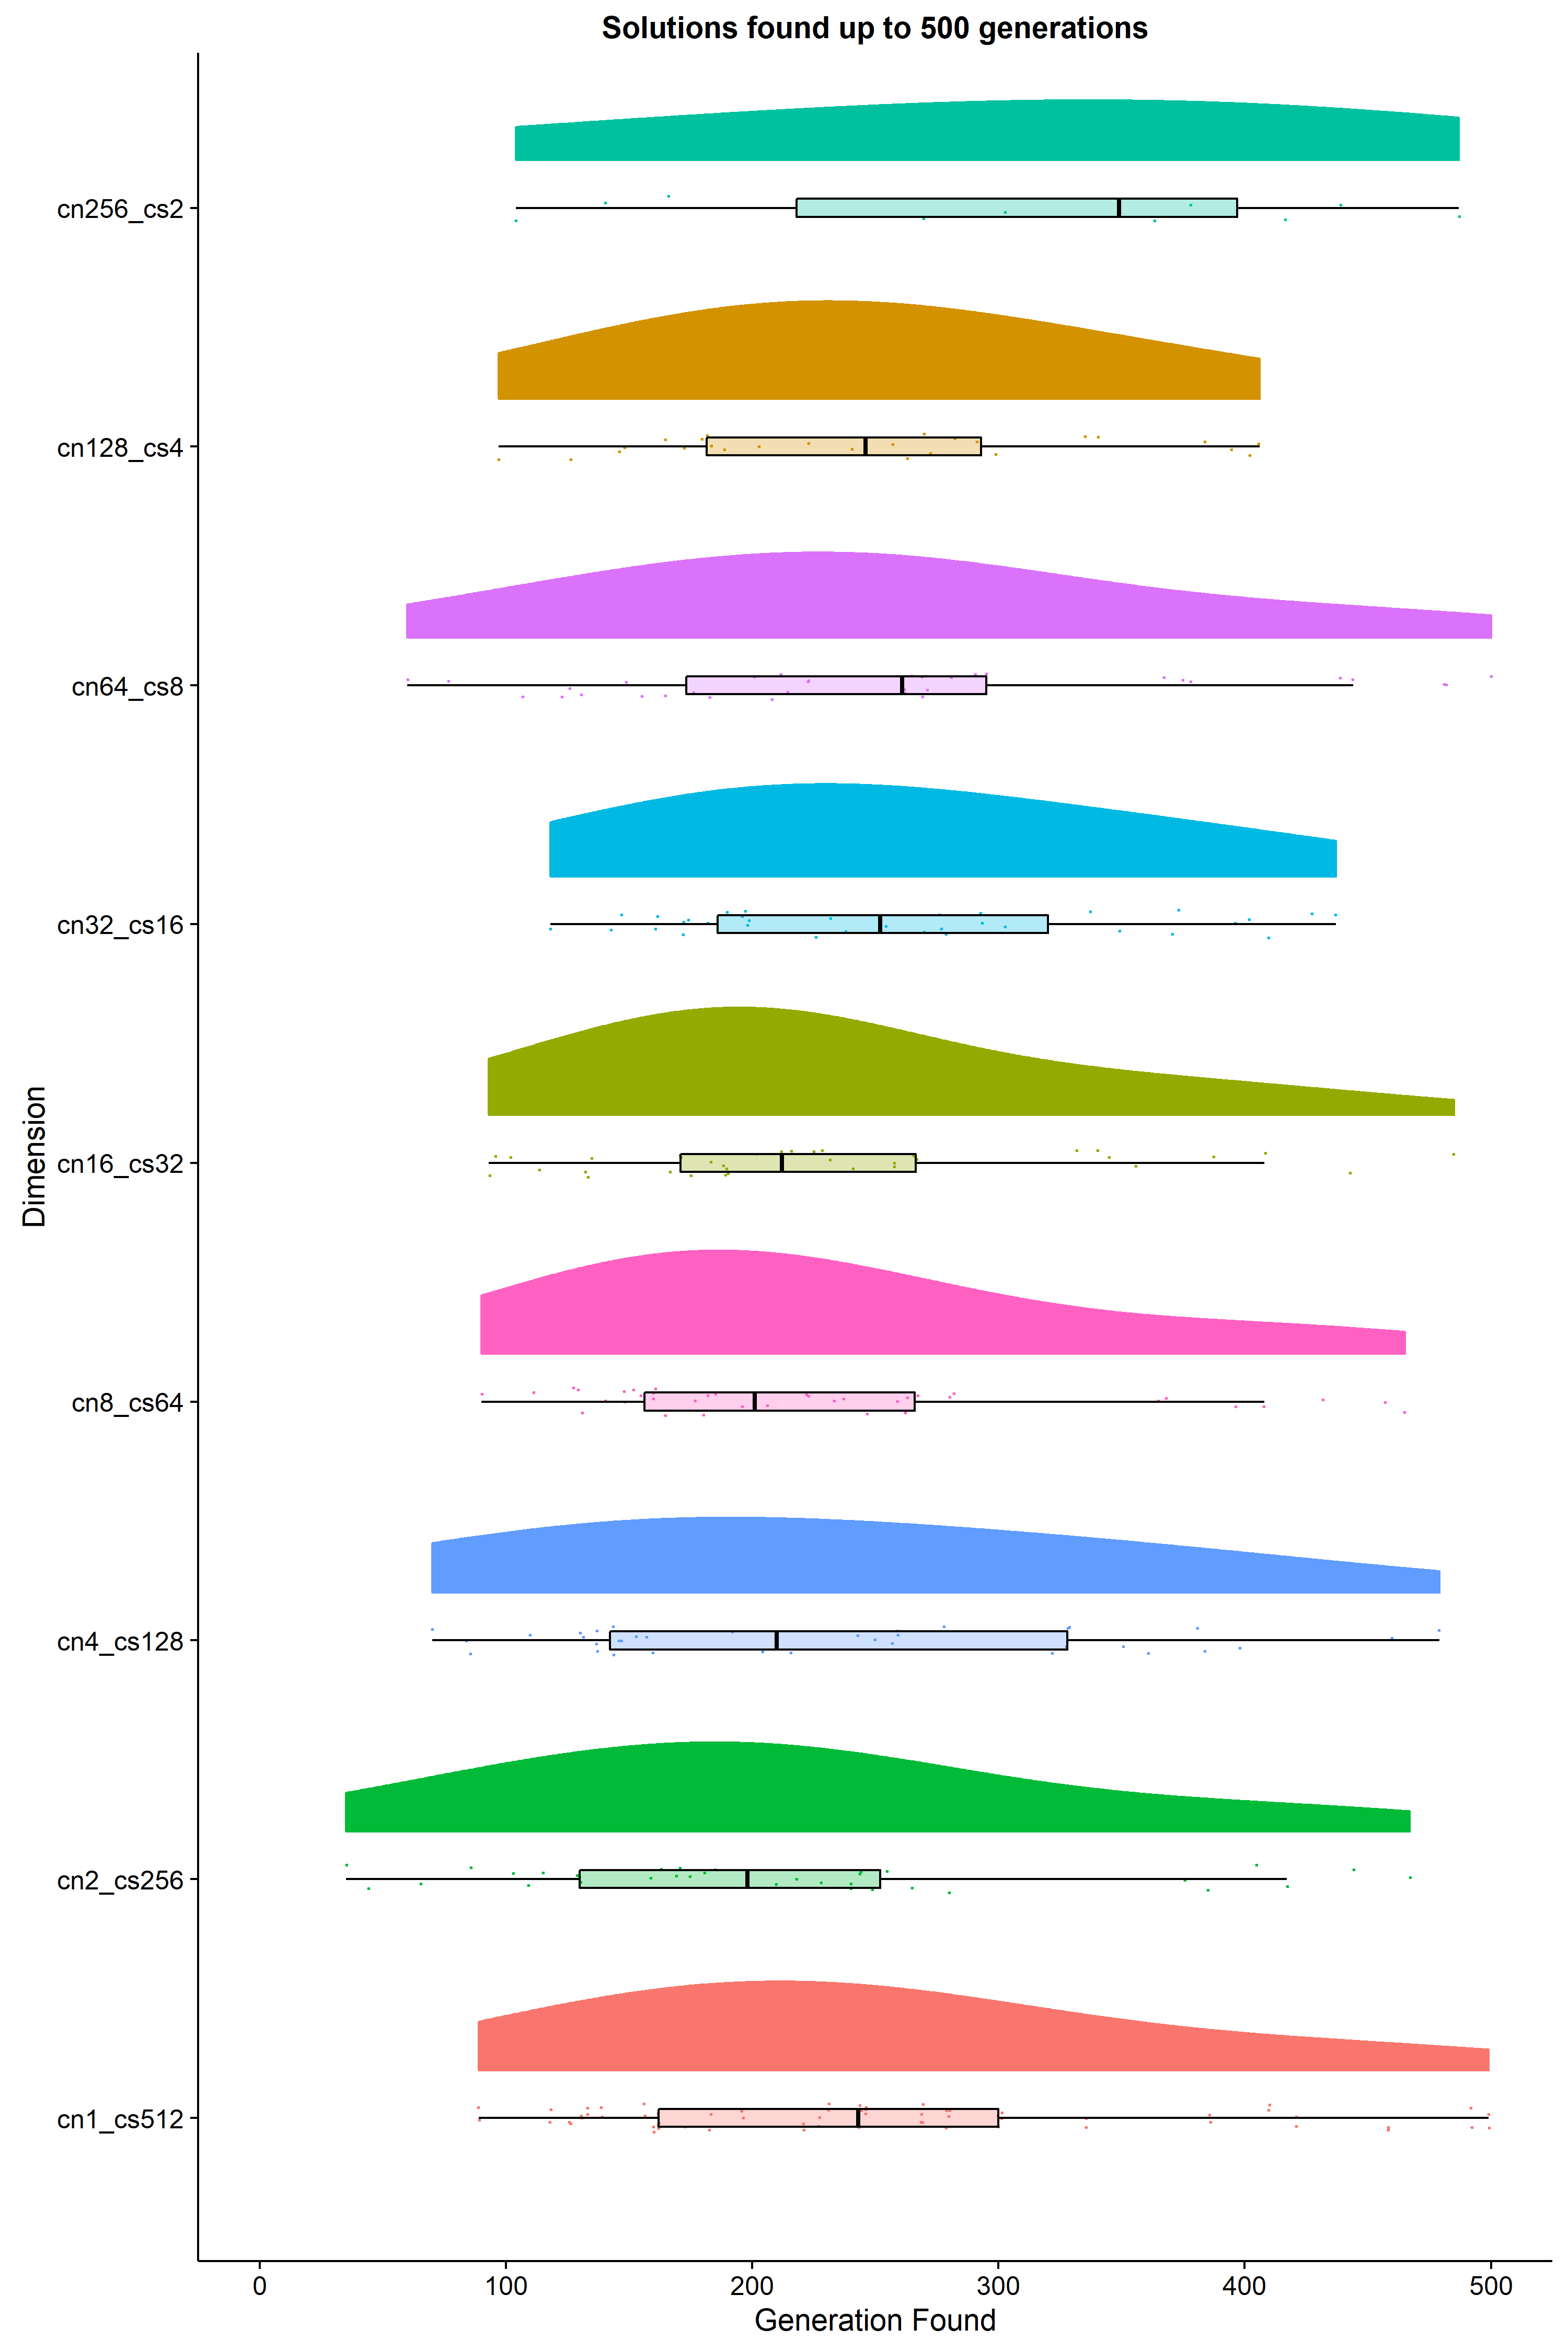 Solutions found up to 500 generations
cn256_cs2
cn128_cs4
cn64_cs8
cn32_cs16
cn16_cs32
cn8_cs64
cn4_cs128
cn2_cs256
cn1_cs512
Dimension
0 100 200 300 400 500
Generation Found